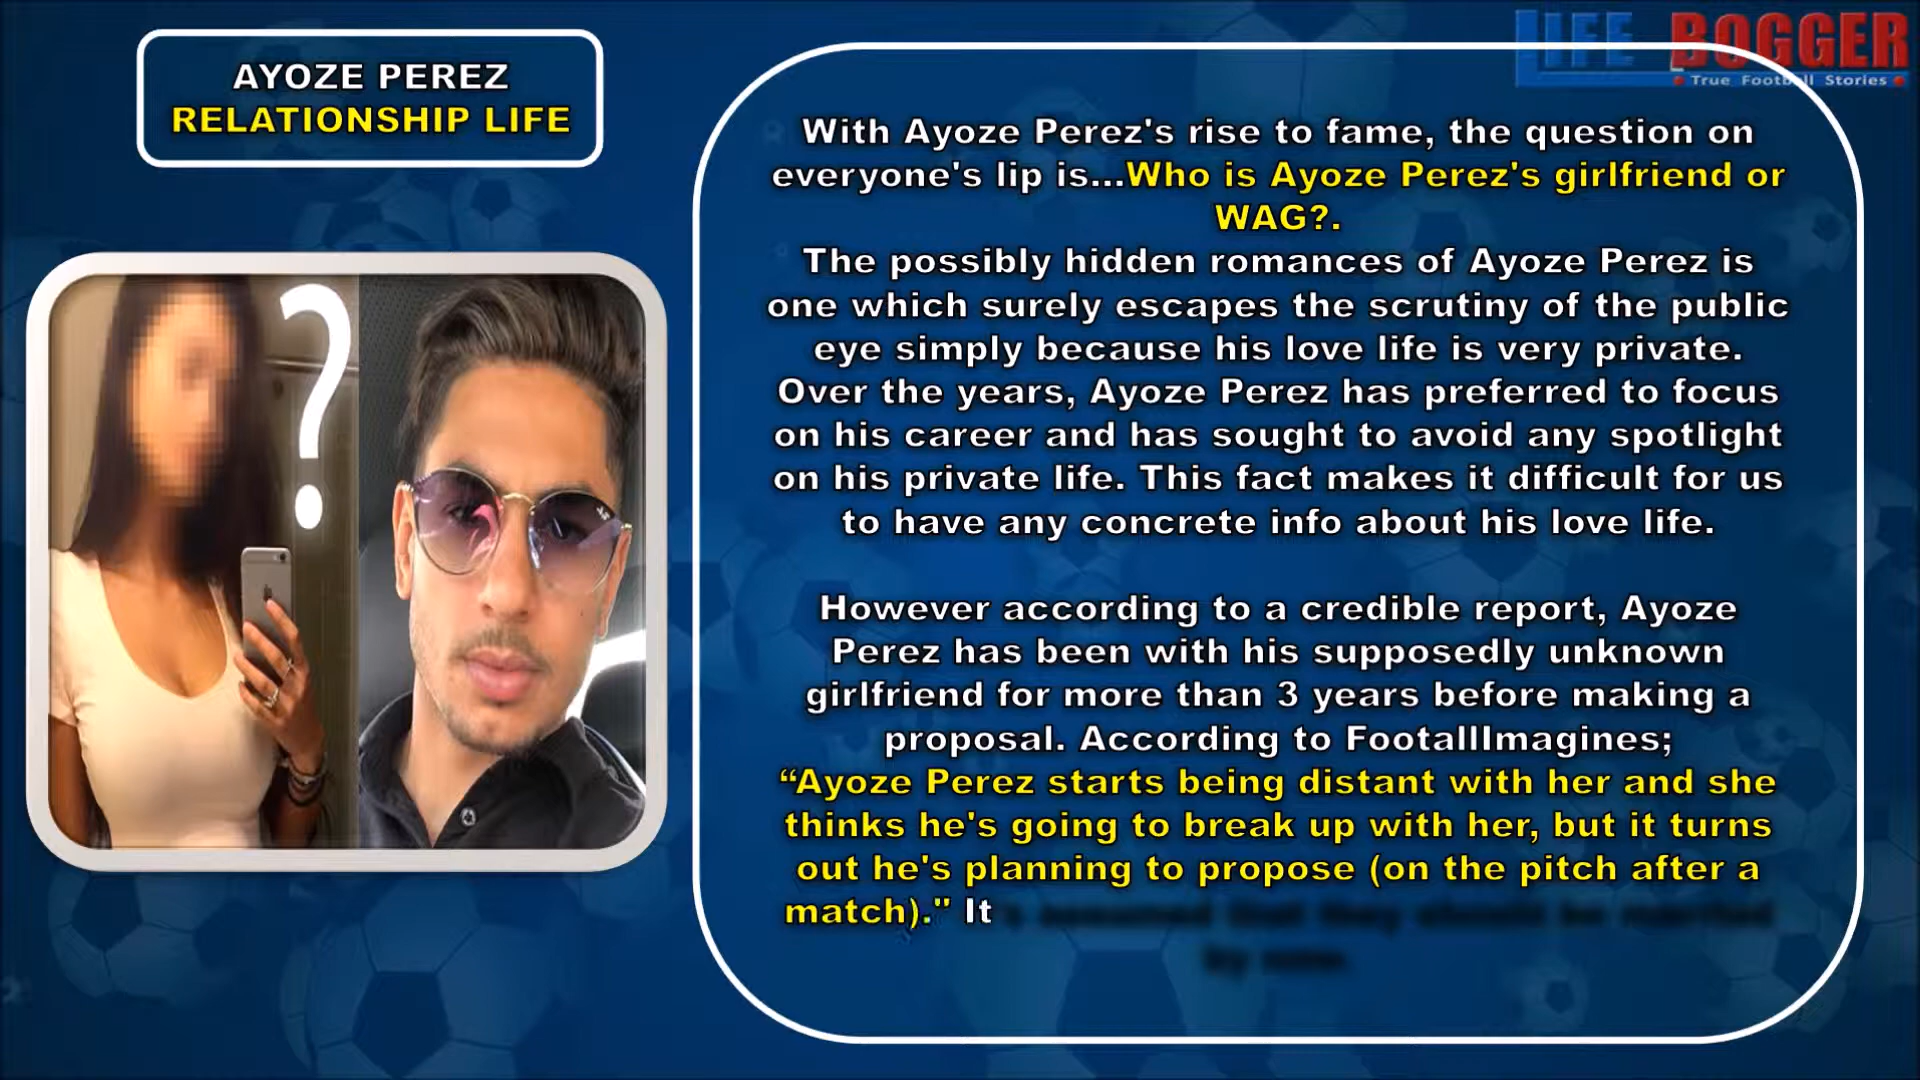 AYOZE PEREZ
RELATIONSHIP LIFE
LIFE BOGGER
True Football Stories
With Ayoze Perez's rise to fame, the question on
everyone's lip is...Who is Ayoze Perez's girlfriend or
WAG?.
The possibly hidden romances of Ayoze Perez is
one which surely escapes the scrutiny of the public
eye simply because his love life is very private.
Over the years, Ayoze Perez has preferred to focus
on his career and has sought to avoid any spotlight
on his private life. This fact makes it difficult for us
to have any concrete info about his love life.
However according to a credible report, Ayoze
Perez has been with his supposedly unknown
girlfriend for more than 3 years before making a
proposal. According to FootallImagines;
“Ayoze Perez starts being distant with her and she
thinks he's going to break up with her, but it turns
out he's planning to propose (on the pitch after a
match)." It
?